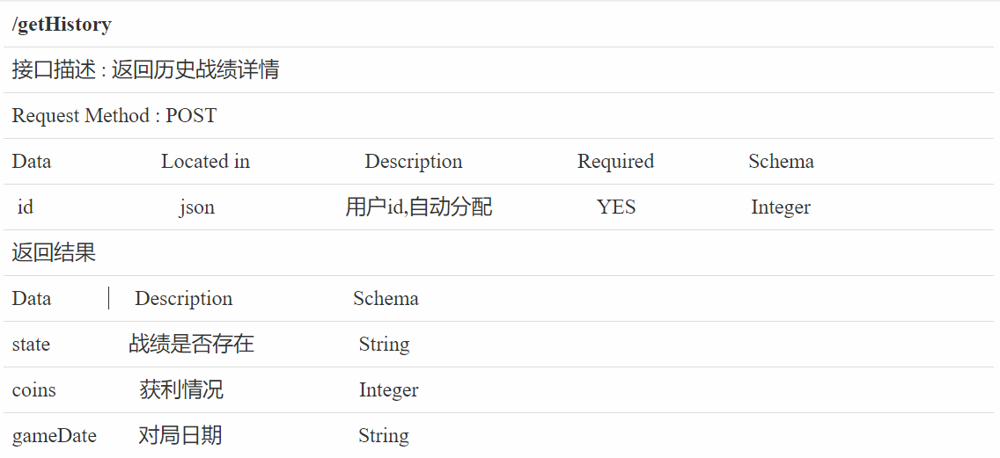 /getHistory
接口描述 : 返回历史战绩详情
Request Method : POST
Data Located in Description Required Schema
id json 用户id,自动分配 YES Integer
返回结果
Data | Description Schema
state 战绩是否存在 String
coins 获利情况 Integer
gameDate 对局日期 String